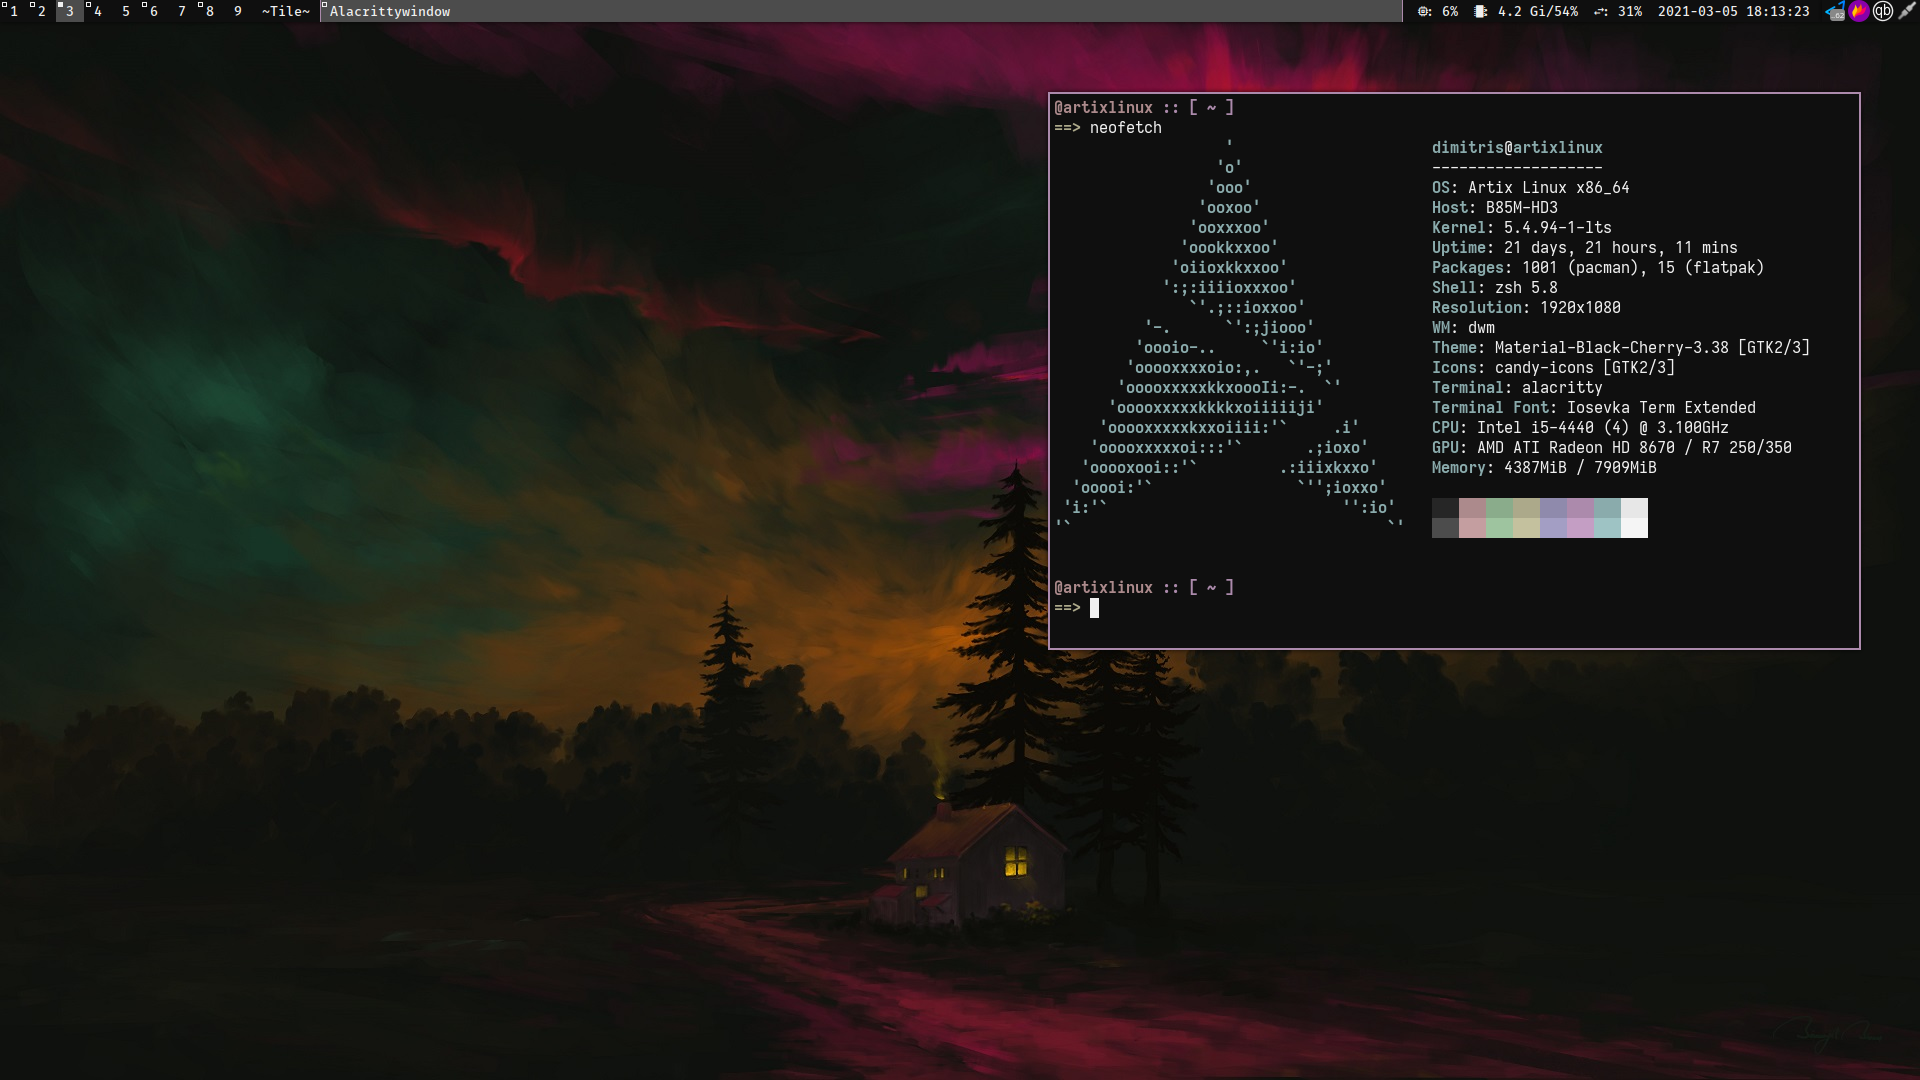 1 2 3 4 5 6 7 8 9 ~Tile~ Alacrittywindow : 6% : 4.2 Gi/54% : 31% 2021-03-05 18:13:23 .02 qb
@artixlinux :: [ ~ ]
==> neofetch
'
'o'
'ooo'
'ooxoo'
'ooxxxoo'
'oookkxxoo'
'oiioxkkxxoo'
':;:iiiioxxxoo'
`'.;::ioxxoo'
'-. `':;jiooo'
'oooio-.. `'i:io'
'ooooxxxxoio:,. `'-;'
'ooooxxxxxkkxoooIi:-. `'
'ooooxxxxxkkkkxoiiiiiji'
'ooooxxxxxkxxoiiii:'` .i'
'ooooxxxxxoi:::'` .;ioxo'
'ooooxooi::'` .:iiixkxxo'
'ooooi:'` `'';ioxxo'
'i:'` '':io'
'` `'
dimitris@artixlinux
-------------------
OS: Artix Linux x86_64
Host: B85M-HD3
Kernel: 5.4.94-1-lts
Uptime: 21 days, 21 hours, 11 mins
Packages: 1001 (pacman), 15 (flatpak)
Shell: zsh 5.8
Resolution: 1920x1080
WM: dwm
Theme: Material-Black-Cherry-3.38 [GTK2/3]
Icons: candy-icons [GTK2/3]
Terminal: alacritty
Terminal Font: Iosevka Term Extended
CPU: Intel i5-4440 (4) @ 3.100GHz
GPU: AMD ATI Radeon HD 8670 / R7 250/350
Memory: 4387MiB / 7909MiB
@artixlinux :: [ ~ ]
==>